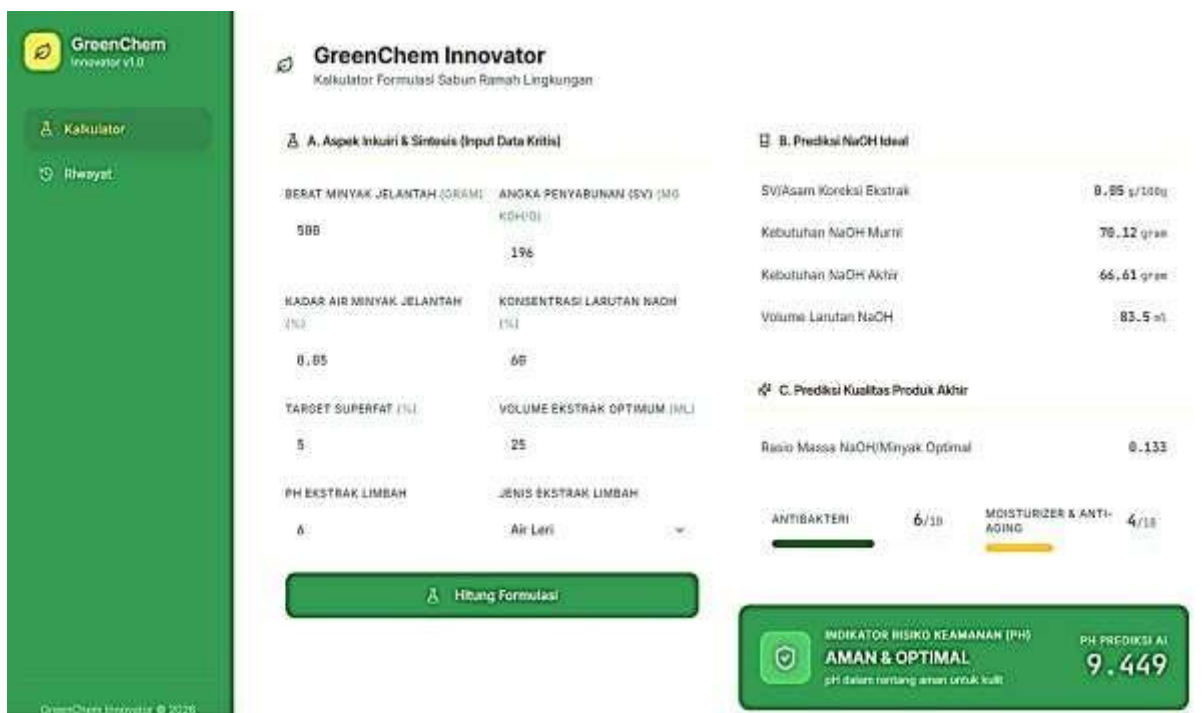 GreenChem
Innovator v1.0
Kalkulator
Riwayat
GreenChem Innovator
Kalkulator Formulasi Sabun Ramah Lingkungan
A. Aspek Inkuiri & Sintesis (Input Data Kritis)
BERAT MINYAK JELANTAH (GRAM)
500
ANGKA PENYABUNAN (SV) (MG
KOH/G)
196
KADAR AIR MINYAK JELANTAH
(%)
0.05
KONSENTRASI LARUTAN NAOH
(%)
60
TARGET SUPERFAT (%)
5
VOLUME EKSTRAK OPTIMUM (ML)
25
PH EKSTRAK LIMBAH
6
JENIS EKSTRAK LIMBAH
Air Leri
Hitung Formulasi
B. Prediksi NaOH Ideal
SV/Asam Koreksi Ekstrak 0.05 g/100g
Kebutuhan NaOH Murni 70.12 gram
Kebutuhan NaOH Akhir 66.61 gram
Volume Larutan NaOH 83.5 ml
C. Prediksi Kualitas Produk Akhir
Rasio Massa NaOH/Minyak Optimal 0.133
ANTIBAKTERI 6/10
MOISTURIZER & ANTI-
AGING 4/10
INDIKATOR RISIKO KEAMANAN (PH)
AMAN & OPTIMAL
pH dalam rentang aman untuk kulit
PH PREDIKSI AI
9.449
GreenChem Innovator © 2026